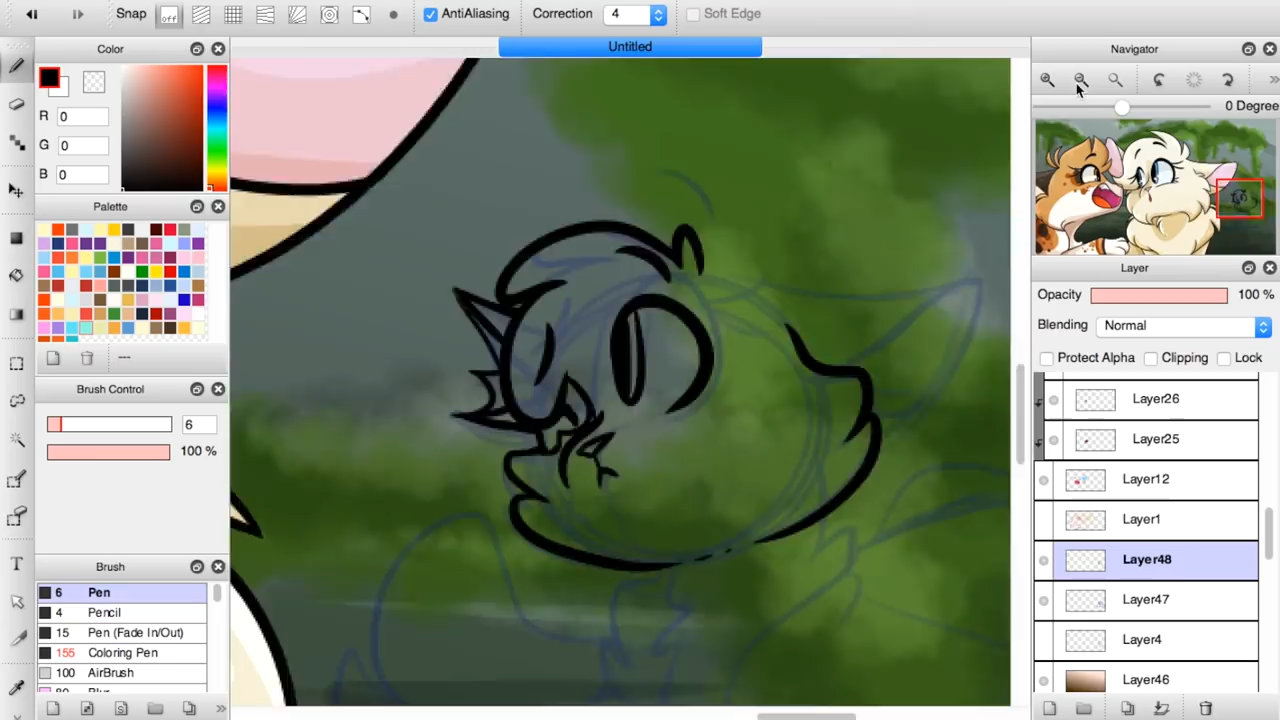 Snap
off
AntiAliasing
Correction
4
Soft Edge
Color
Untitled
Navigator
R 0
G 0
B 0
0 Degree
Palette
---
Layer
Opacity 100 %
Blending Normal
Protect Alpha Clipping Lock
Brush Control
6
100 %
Layer26
Layer25
Layer12
Layer1
Layer48
Layer47
Layer4
Layer46
Brush
6 Pen
4 Pencil
15 Pen (Fade In/Out)
155 Coloring Pen
100 AirBrush